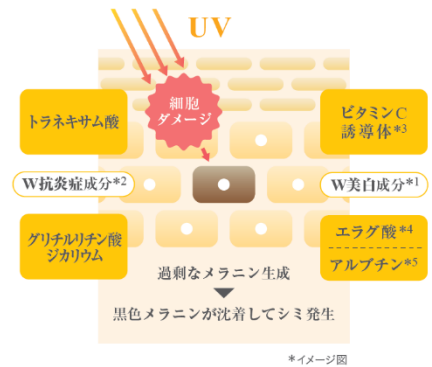 UV
細胞
ダメージ
トラネキサム酸
ビタミンC
誘導体*3
W抗炎症成分*2
W美白成分*1
グリチルリチン酸
ジカリウム
エラグ酸*4
アルブチン*5
過剰なメラニン生成
黒色メラニンが沈着してシミ発生
*イメージ図